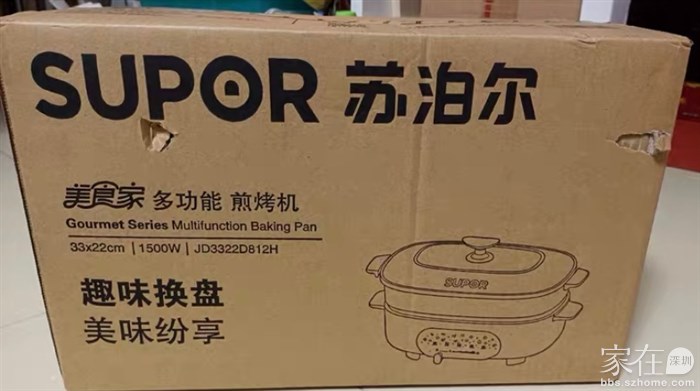 SUPOR 苏泊尔
美食家 多功能 煎烤机
Gourmet Series Multifunction Baking Pan
33x22cm | 1500W | JD3322D812H
趣味换盘
美味纷享
SUPOR
家在深圳
bbs.szhome.com